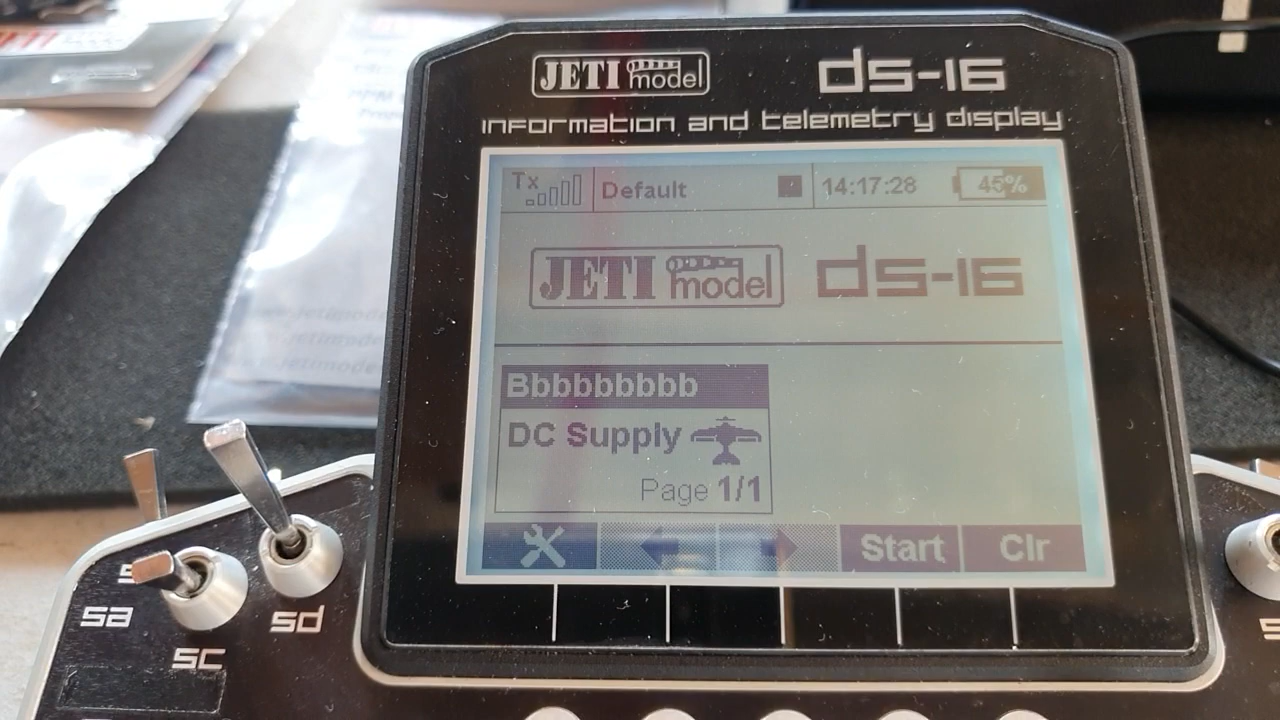 JETI model
ds-16
information and telemetry display
Tx
Default
14:17:28
45%
JETI model
ds-16
Bbbbbbbbbb
DC Supply
Page 1/1
Start
Clr
sa
sd
sc